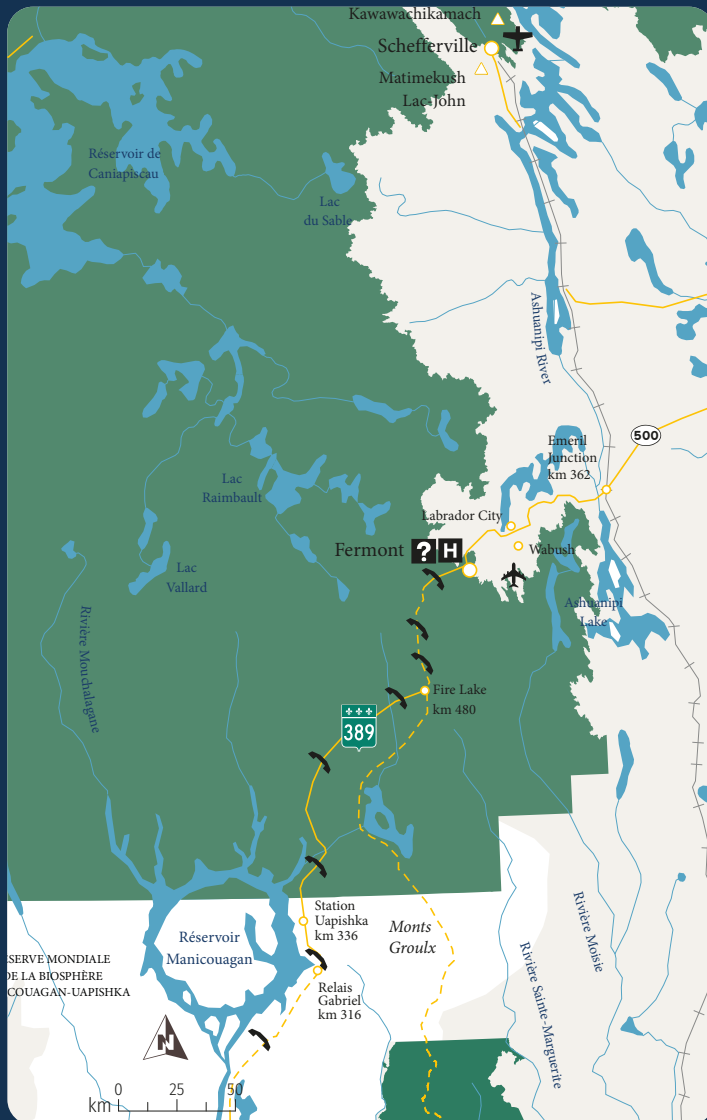 Kawawachikamach
Schefferville
Matimekush
Lac-John
Réservoir de
Caniapiscau
Lac
du Sable
Ashuanipi River
500
Emeril
Junction
km 362
Lac
Raimbault
Labrador City
Fermont ? H
Wabush
Lac
Vallard
Ashuanipi
Lake
Rivière Mouchalagane
Fire Lake
km 480
389
Station
Uapishka
km 336
Monts
Groulx
Réservoir
Manicouagan
Rivière Moisie
Rivière Sainte-Marguerite
SERVE MONDIALE
DE LA BIOSPHÈRE
COUAGAN-UAPISHKA
Relais
Gabriel
km 316
N
0 25 50
km